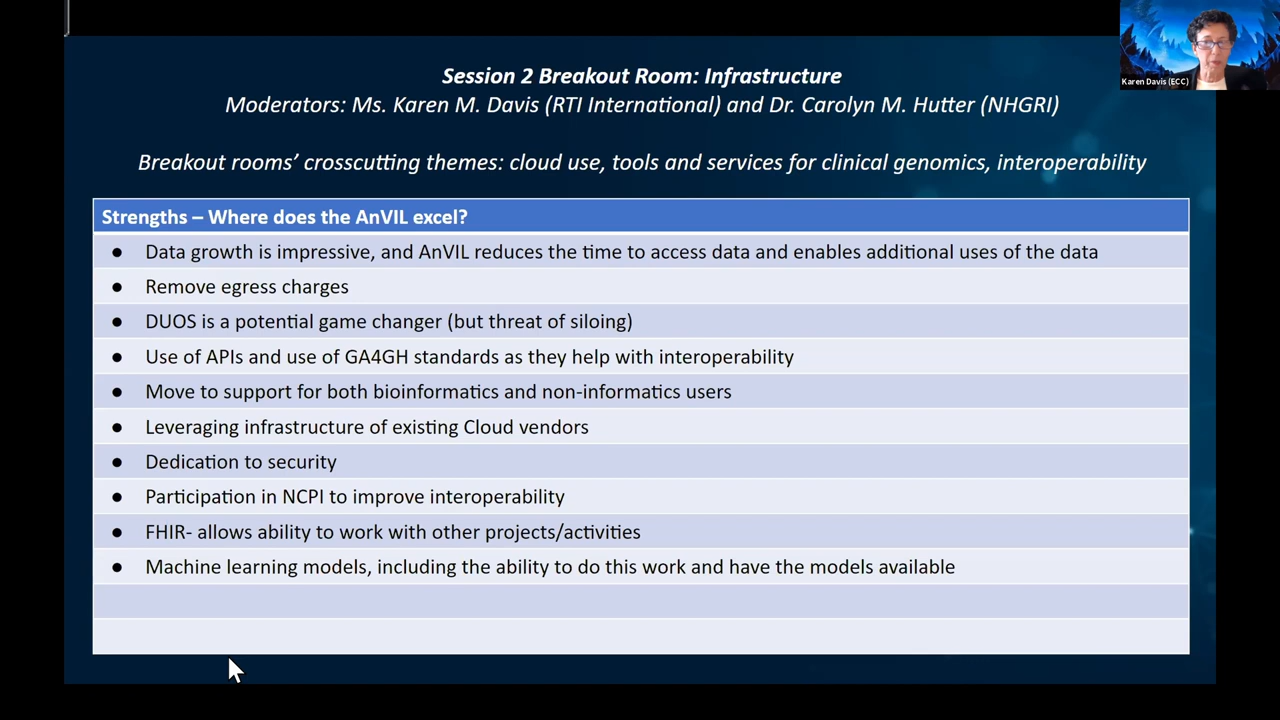 Karen Davis (ECC)
Session 2 Breakout Room: Infrastructure
Moderators: Ms. Karen M. Davis (RTI International) and Dr. Carolyn M. Hutter (NHGRI)
Breakout rooms’ crosscutting themes: cloud use, tools and services for clinical genomics, interoperability
Strengths – Where does the AnVIL excel?
● Data growth is impressive, and AnVIL reduces the time to access data and enables additional uses of the data
● Remove egress charges
● DUOS is a potential game changer (but threat of siloing)
● Use of APIs and use of GA4GH standards as they help with interoperability
● Move to support for both bioinformatics and non-informatics users
● Leveraging infrastructure of existing Cloud vendors
● Dedication to security
● Participation in NCPI to improve interoperability
● FHIR- allows ability to work with other projects/activities
● Machine learning models, including the ability to do this work and have the models available